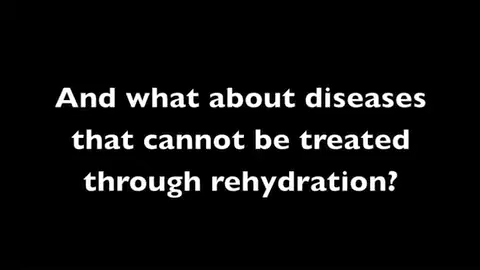 And what about diseases
that cannot be treated
through rehydration?